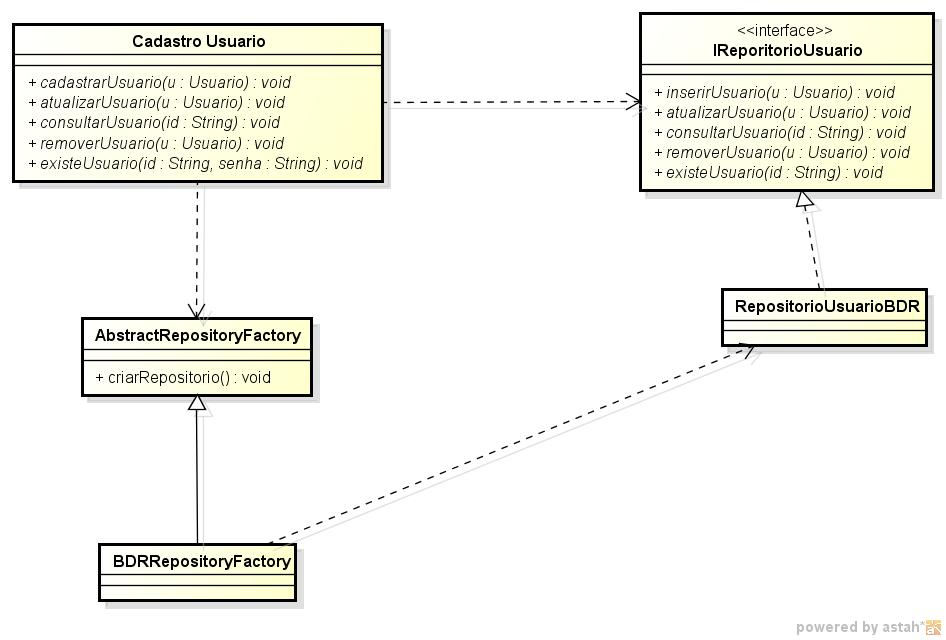 Cadastro Usuario
+ cadastrarUsuario(u : Usuario) : void
+ atualizarUsuario(u : Usuario) : void
+ consultarUsuario(id : String) : void
+ removerUsuario(u : Usuario) : void
+ existeUsuario(id : String, senha : String) : void
<<interface>>
IReporitorioUsuario
+ inserirUsuario(u : Usuario) : void
+ atualizarUsuario(u : Usuario) : void
+ consultarUsuario(id : String) : void
+ removerUsuario(u : Usuario) : void
+ existeUsuario(id : String) : void
AbstractRepositoryFactory
+ criarRepositorio() : void
RepositorioUsuarioBDR
BDRRepositoryFactory
powered by astah*